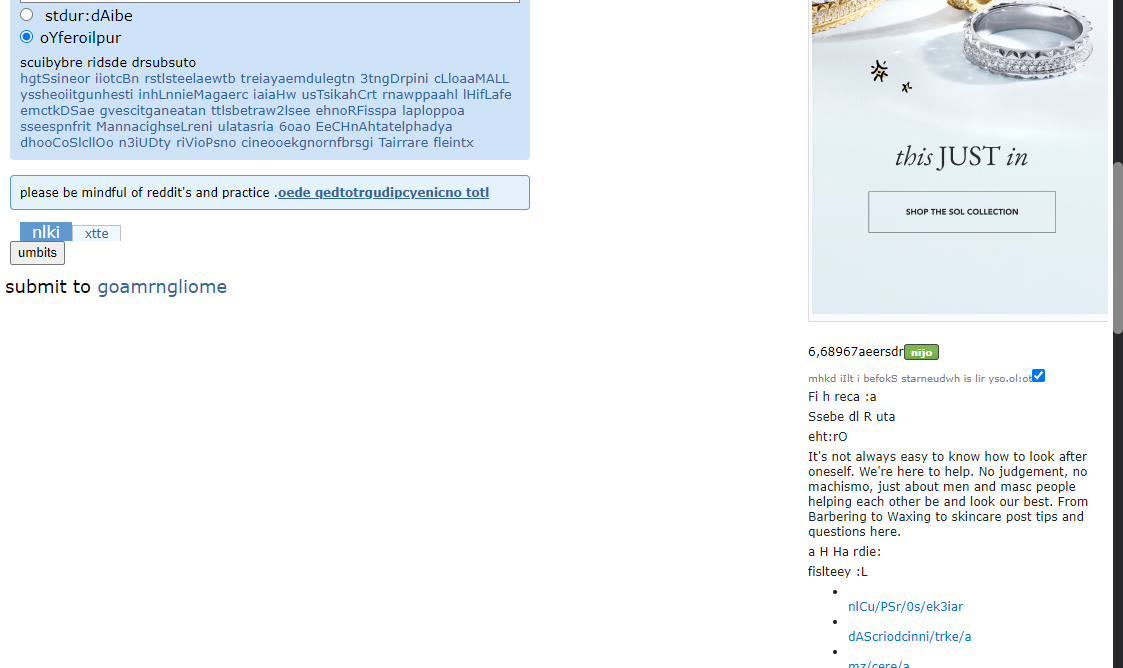 stdur:dAibe
oYferoilpur
scuibybre ridsde drsubsuto
hgtSsineor iiotcBn rstlsteelaewtb treiayaemdulegtn 3tngDrpini cLloaaMALL
yssheoiitgunhesti inhLnnieMagaerc iaiaHw usTsikahCrt rnawppaahl lHifLafe
emctkDSae gvescitganeatan ttlsbetraw2lsee ehnoRFisspa laploppoa
sseespnfrit MannacighseLreni ulatasria 6oao EeCHnAhtatelphadya
dhooCoSlcllOo n3iUDty riVioPsno cineooekgnornfbrsgi Tairrare fleintx
please be mindful of reddit's and practice .oede qedtotrgudipcyenicno totl
nlki xtte
umbits
submit to goamrngliome
this JUST in
SHOP THE SOL COLLECTION
6,68967aeersdr nijo
mhkd iIlt i befokS starneudwh is lir yso.ol:ot
Fi h reca :a
Ssebe dl R uta
eht:rO
It's not always easy to know how to look after
oneself. We're here to help. No judgement, no
machismo, just about men and masc people
helping each other be and look our best. From
Barbering to Waxing to skincare post tips and
questions here.
a H Ha rdie:
fislteey :L
nlCu/PSr/0s/ek3iar
dAScriodcinni/trke/a
mz/cere/a